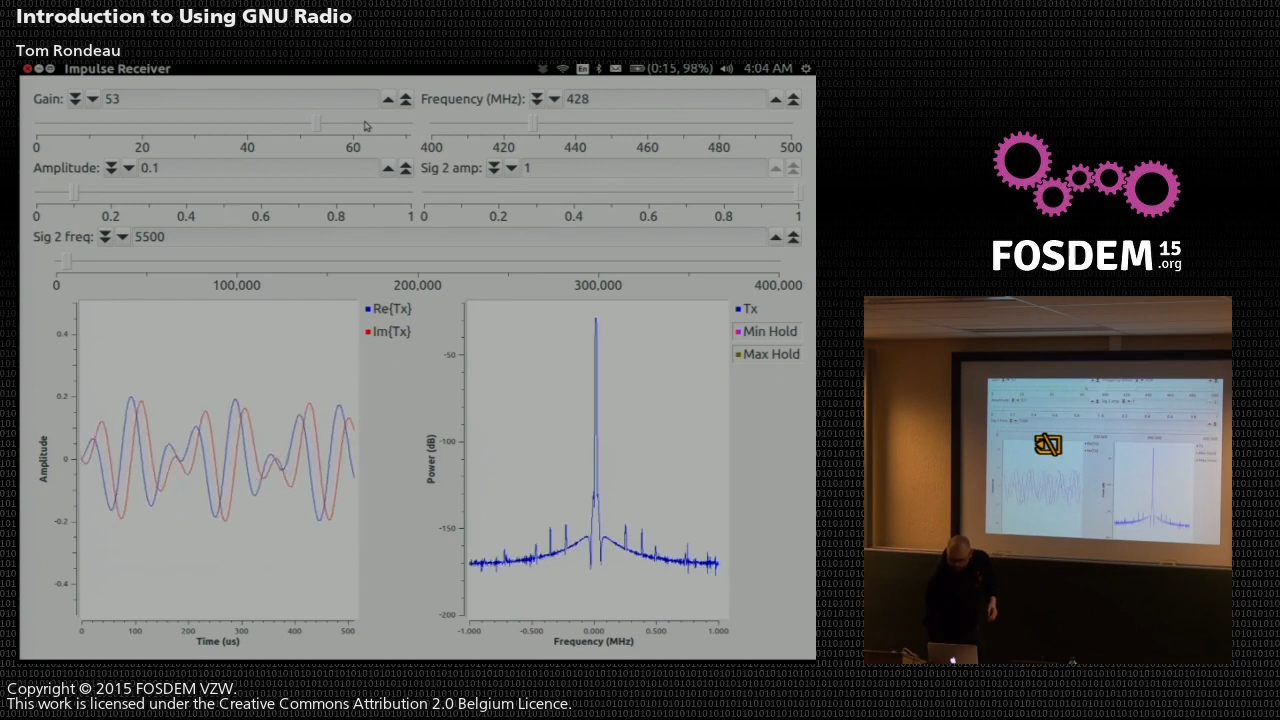 Introduction to Using GNU Radio
Tom Rondeau
Impulse Receiver
En (0:15, 98%) 4:04 AM
Gain: 53 Frequency (MHz): 428
0 20 40 60 400 420 440 460 480 500
Amplitude: 0.1 Sig 2 amp: 1
0 0.2 0.4 0.6 0.8 1 0 0.2 0.4 0.6 0.8 1
Sig 2 freq: 5500
0 100,000 200,000 300,000 400,000
Re{Tx}
Im{Tx}
0.4
0.2
0
-0.2
-0.4
Amplitude
0 100 200 300 400 500
Time (us)
Tx
Min Hold
Max Hold
-50
-100
-150
-200
Power (dB)
-1.000 -0.500 0.000 0.500 1.000
Frequency (MHz)
FOSDEM 15
.org
Copyright © 2015 FOSDEM VZW.
This work is licensed under the Creative Commons Attribution 2.0 Belgium Licence.